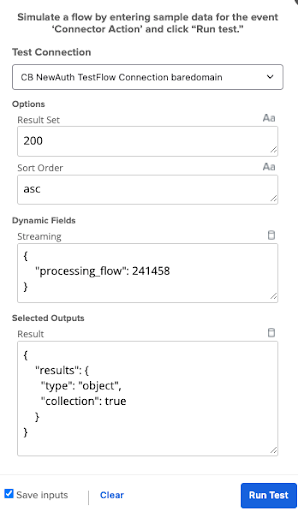 Simulate a flow by entering sample data for the event
‘Connector Action’ and click “Run test.”
Test Connection
CB NewAuth TestFlow Connection baredomain
Options
Result Set Aa
200
Sort Order Aa
asc
Dynamic Fields
Streaming
{
"processing_flow": 241458
}
Selected Outputs
Result
{
"results": {
"type": "object",
"collection": true
}
}
Save inputs Clear Run Test